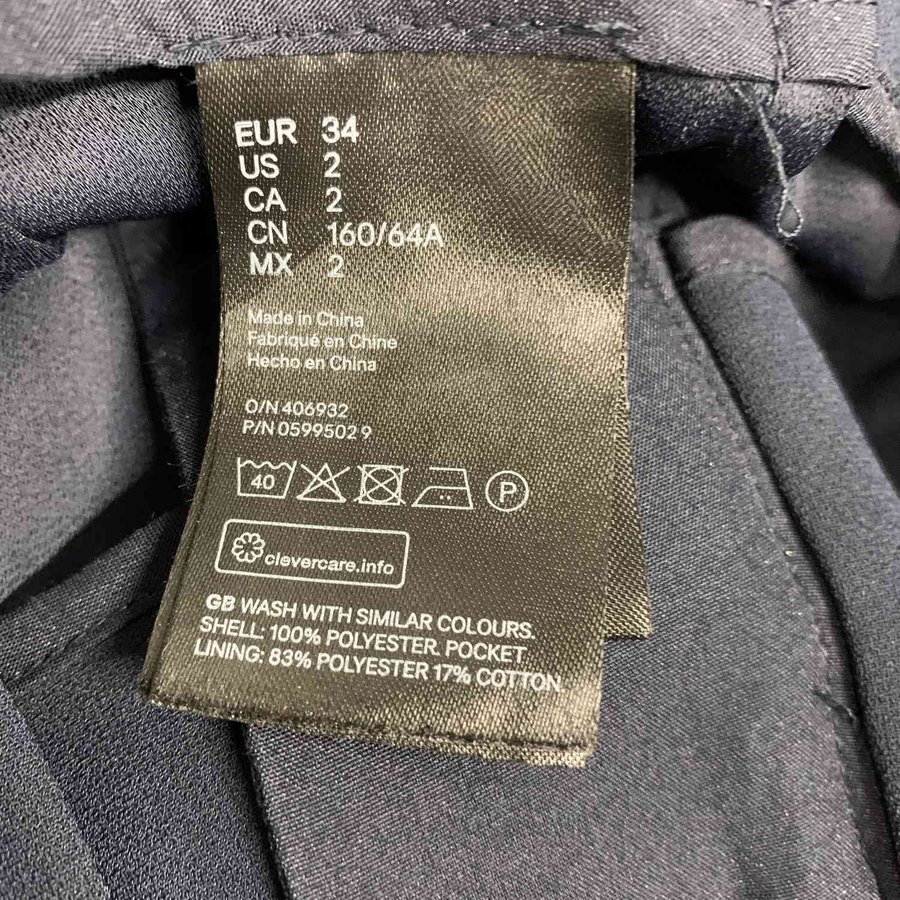 EUR 34
US 2
CA 2
CN 160/64A
MX 2
Made in China
Fabriqué en Chine
Hecho en China
O/N 406932
P/N 0599502 9
40
P
clevercare.info
GB WASH WITH SIMILAR COLOURS.
SHELL: 100% POLYESTER. POCKET
LINING: 83% POLYESTER 17% COTTON.